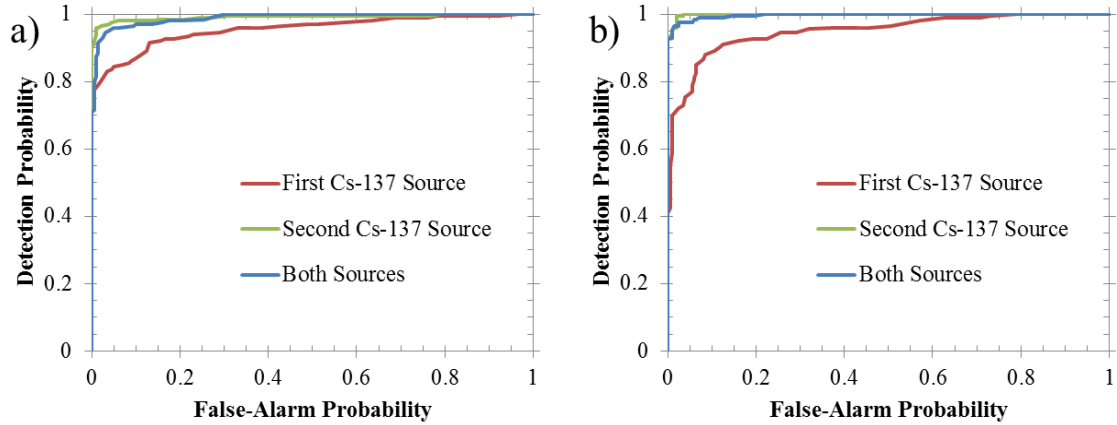 a)
Detection Probability
1
0.8
0.6
0.4
0.2
0
First Cs-137 Source
Second Cs-137 Source
Both Sources
0 0.2 0.4 0.6 0.8 1
False-Alarm Probability
b)
Detection Probability
1
0.8
0.6
0.4
0.2
0
First Cs-137 Source
Second Cs-137 Source
Both Sources
0 0.2 0.4 0.6 0.8 1
False-Alarm Probability